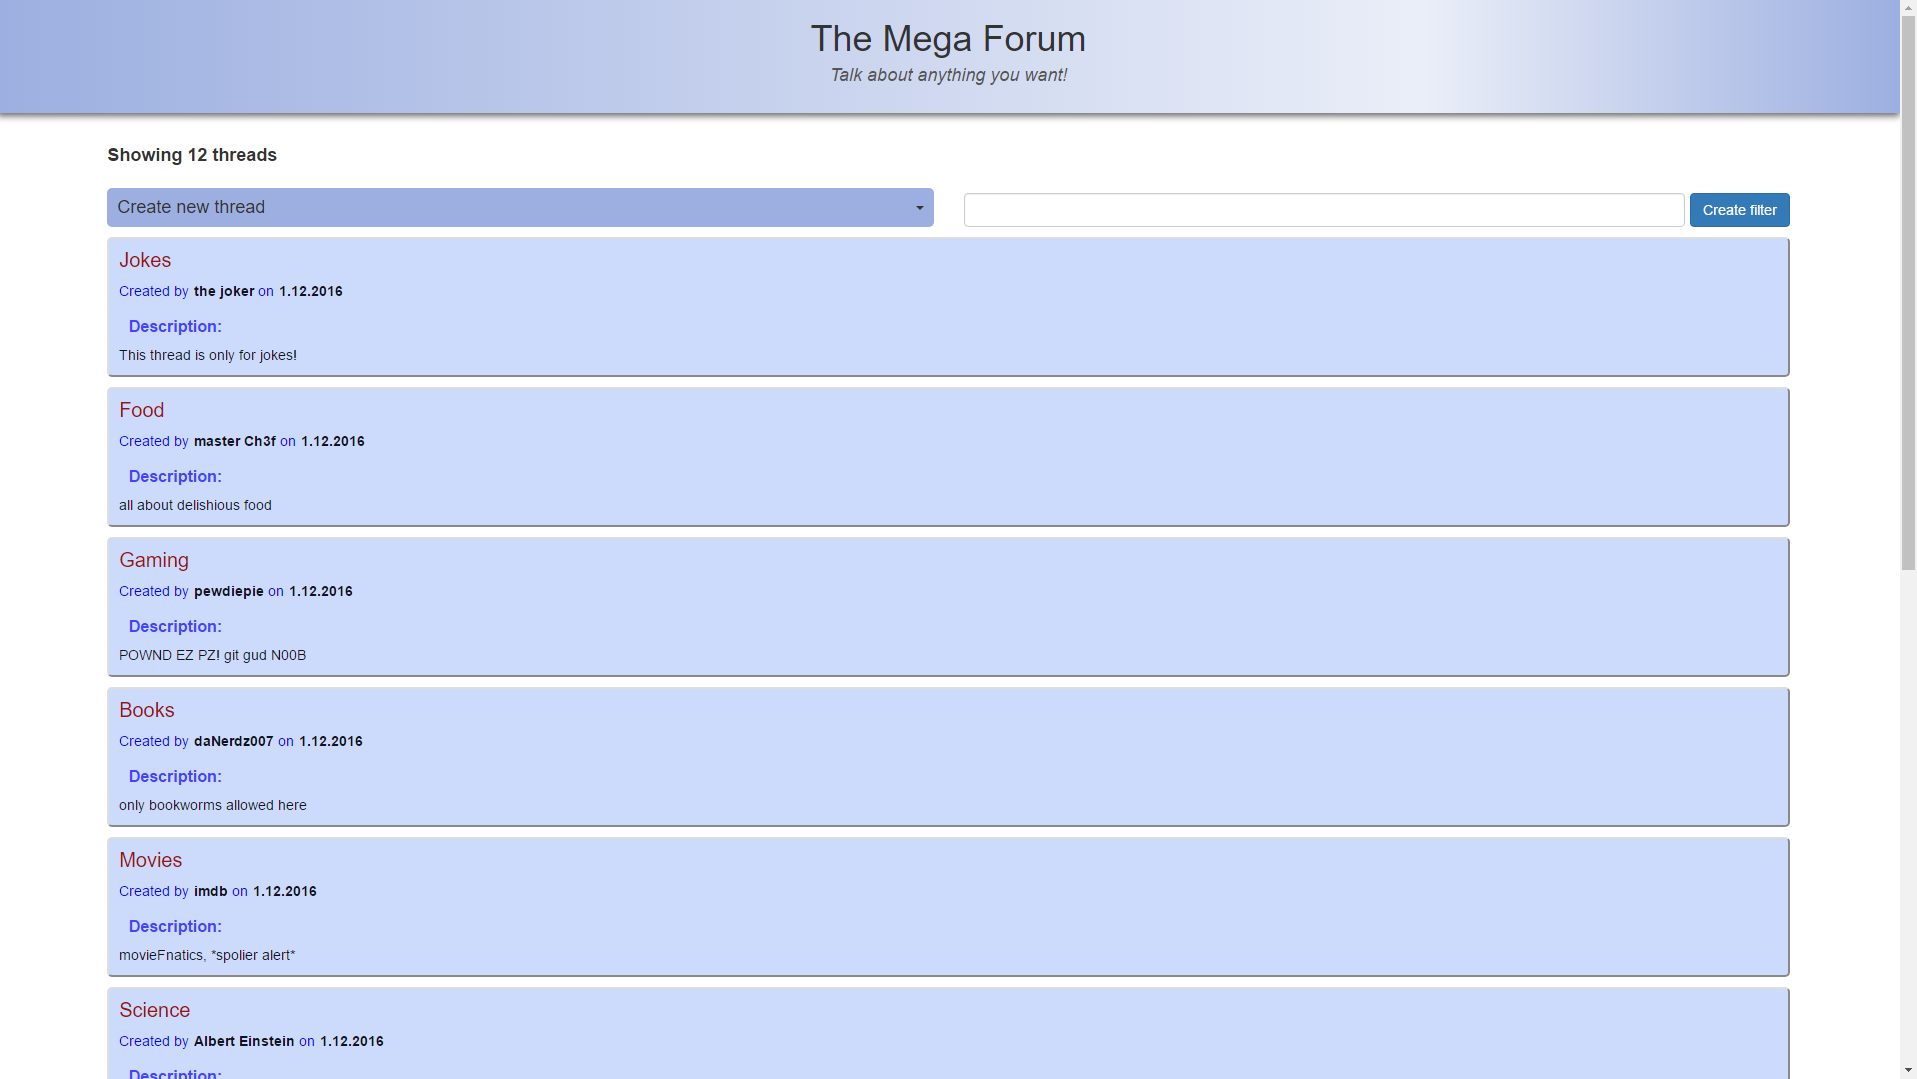 The Mega Forum
Talk about anything you want!
Showing 12 threads
Create new thread
Create filter
Jokes
Created by the joker on 1.12.2016
Description:
This thread is only for jokes!
Food
Created by master Ch3f on 1.12.2016
Description:
all about delishious food
Gaming
Created by pewdiepie on 1.12.2016
Description:
POWND EZ PZ! git gud N00B
Books
Created by daNerdz007 on 1.12.2016
Description:
only bookworms allowed here
Movies
Created by imdb on 1.12.2016
Description:
movieFnatics, *spolier alert*
Science
Created by Albert Einstein on 1.12.2016
Description: